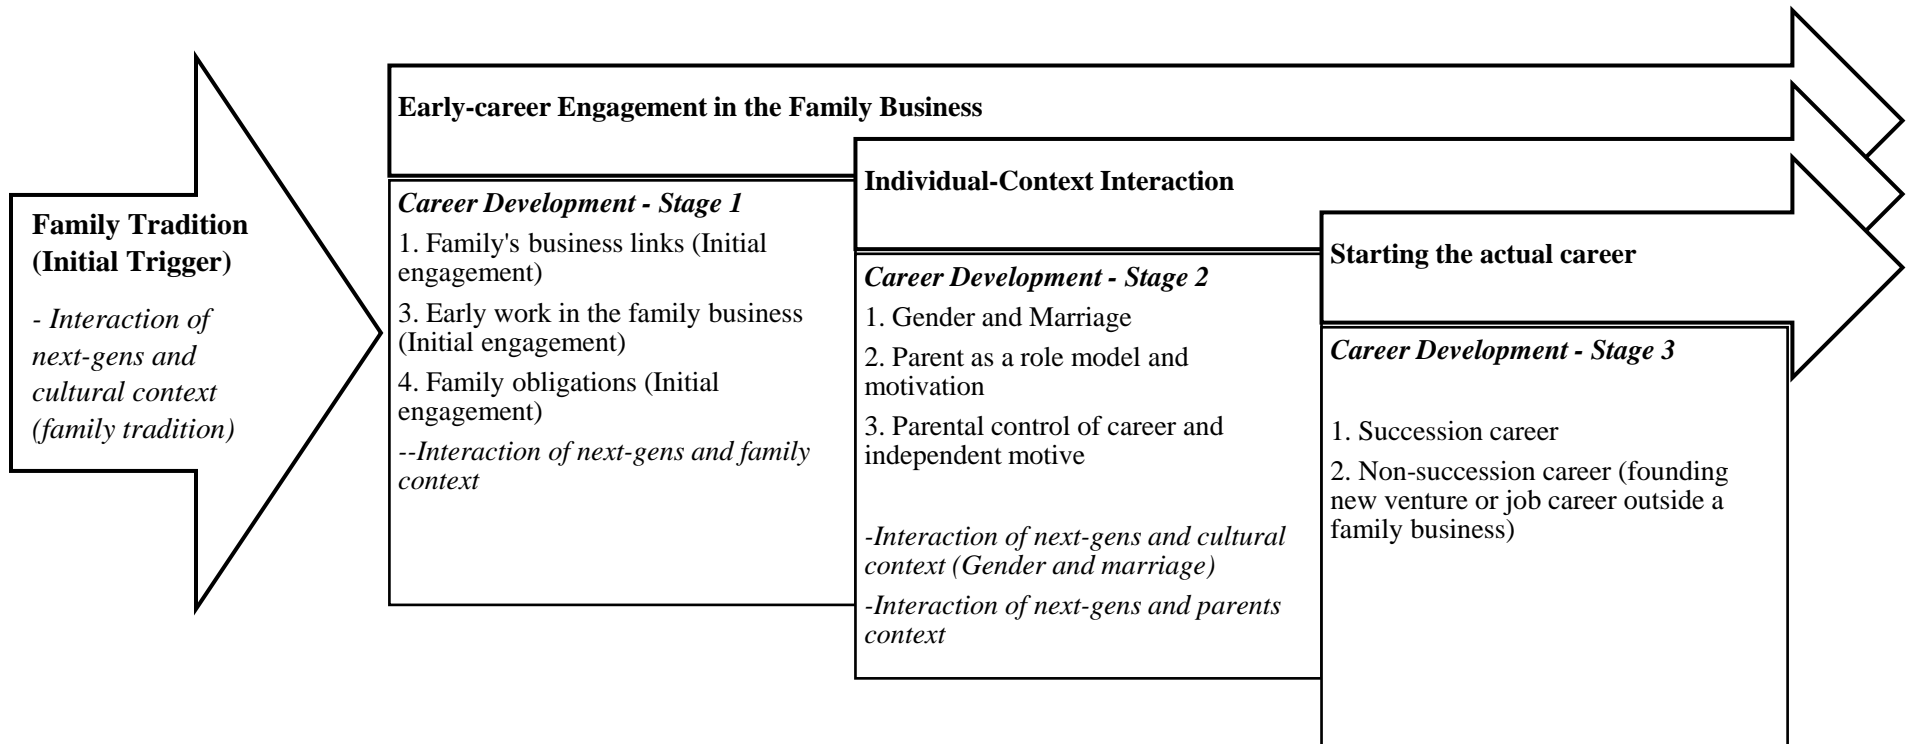 Family Tradition
(Initial Trigger)
- Interaction of
next-gens and
cultural context
(family tradition)
Early-career Engagement in the Family Business
Career Development - Stage 1
1. Family's business links (Initial
engagement)
3. Early work in the family business
(Initial engagement)
4. Family obligations (Initial
engagement)
--Interaction of next-gens and family
context
Individual-Context Interaction
Career Development - Stage 2
1. Gender and Marriage
2. Parent as a role model and
motivation
3. Parental control of career and
independent motive
-Interaction of next-gens and cultural
context (Gender and marriage)
-Interaction of next-gens and parents
context
Starting the actual career
Career Development - Stage 3
1. Succession career
2. Non-succession career (founding
new venture or job career outside a
family business)